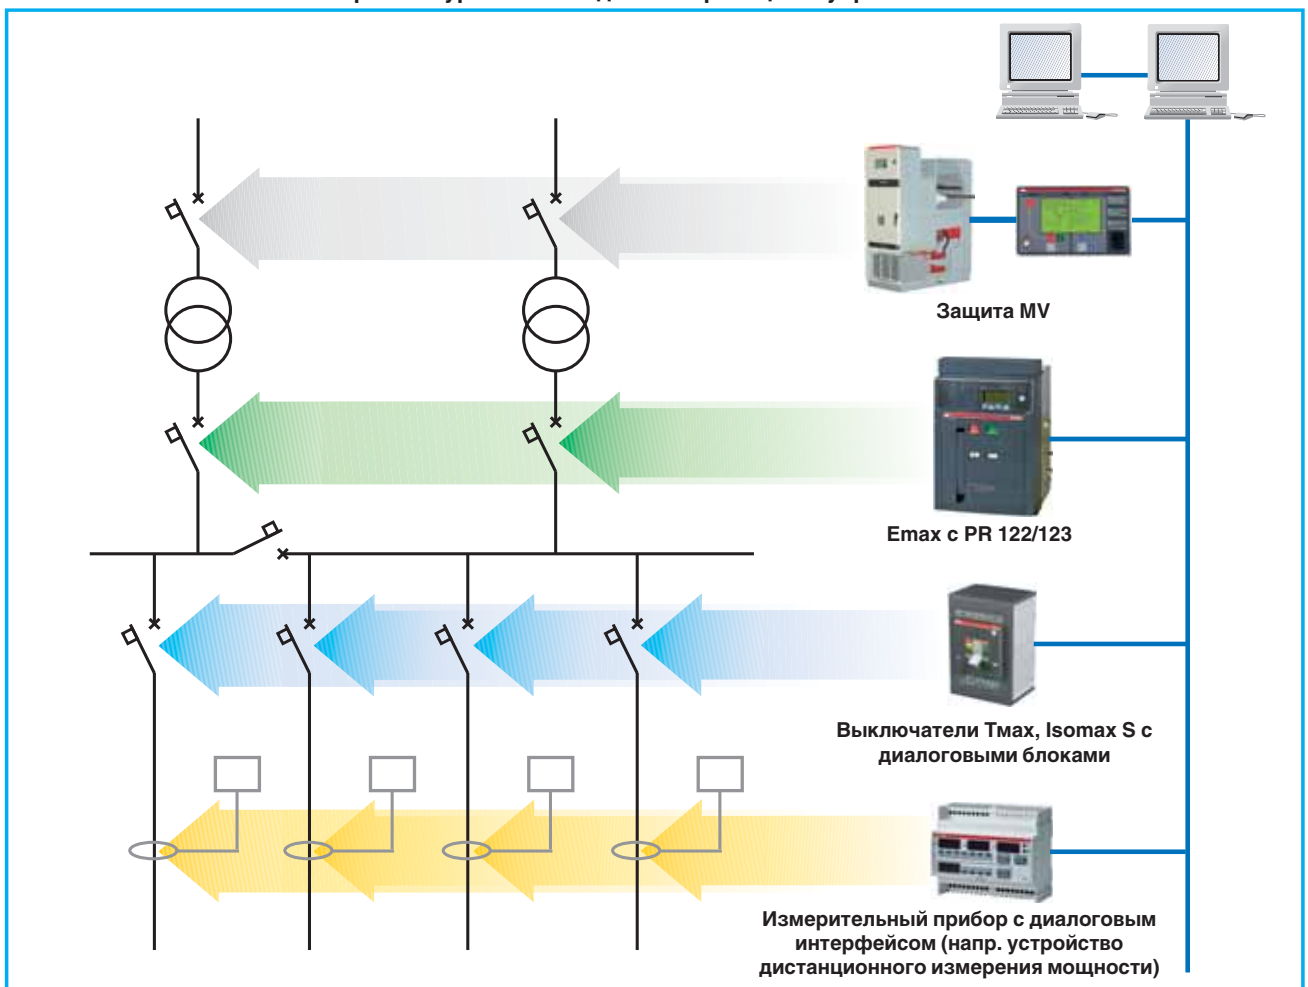 Защита MV
Emax с PR 122/123
Выключатели Tмах, Isomax S с
диалоговыми блоками
Измерительный прибор с диалоговым
интерфейсом (напр. устройство
дистанционного измерения мощности)